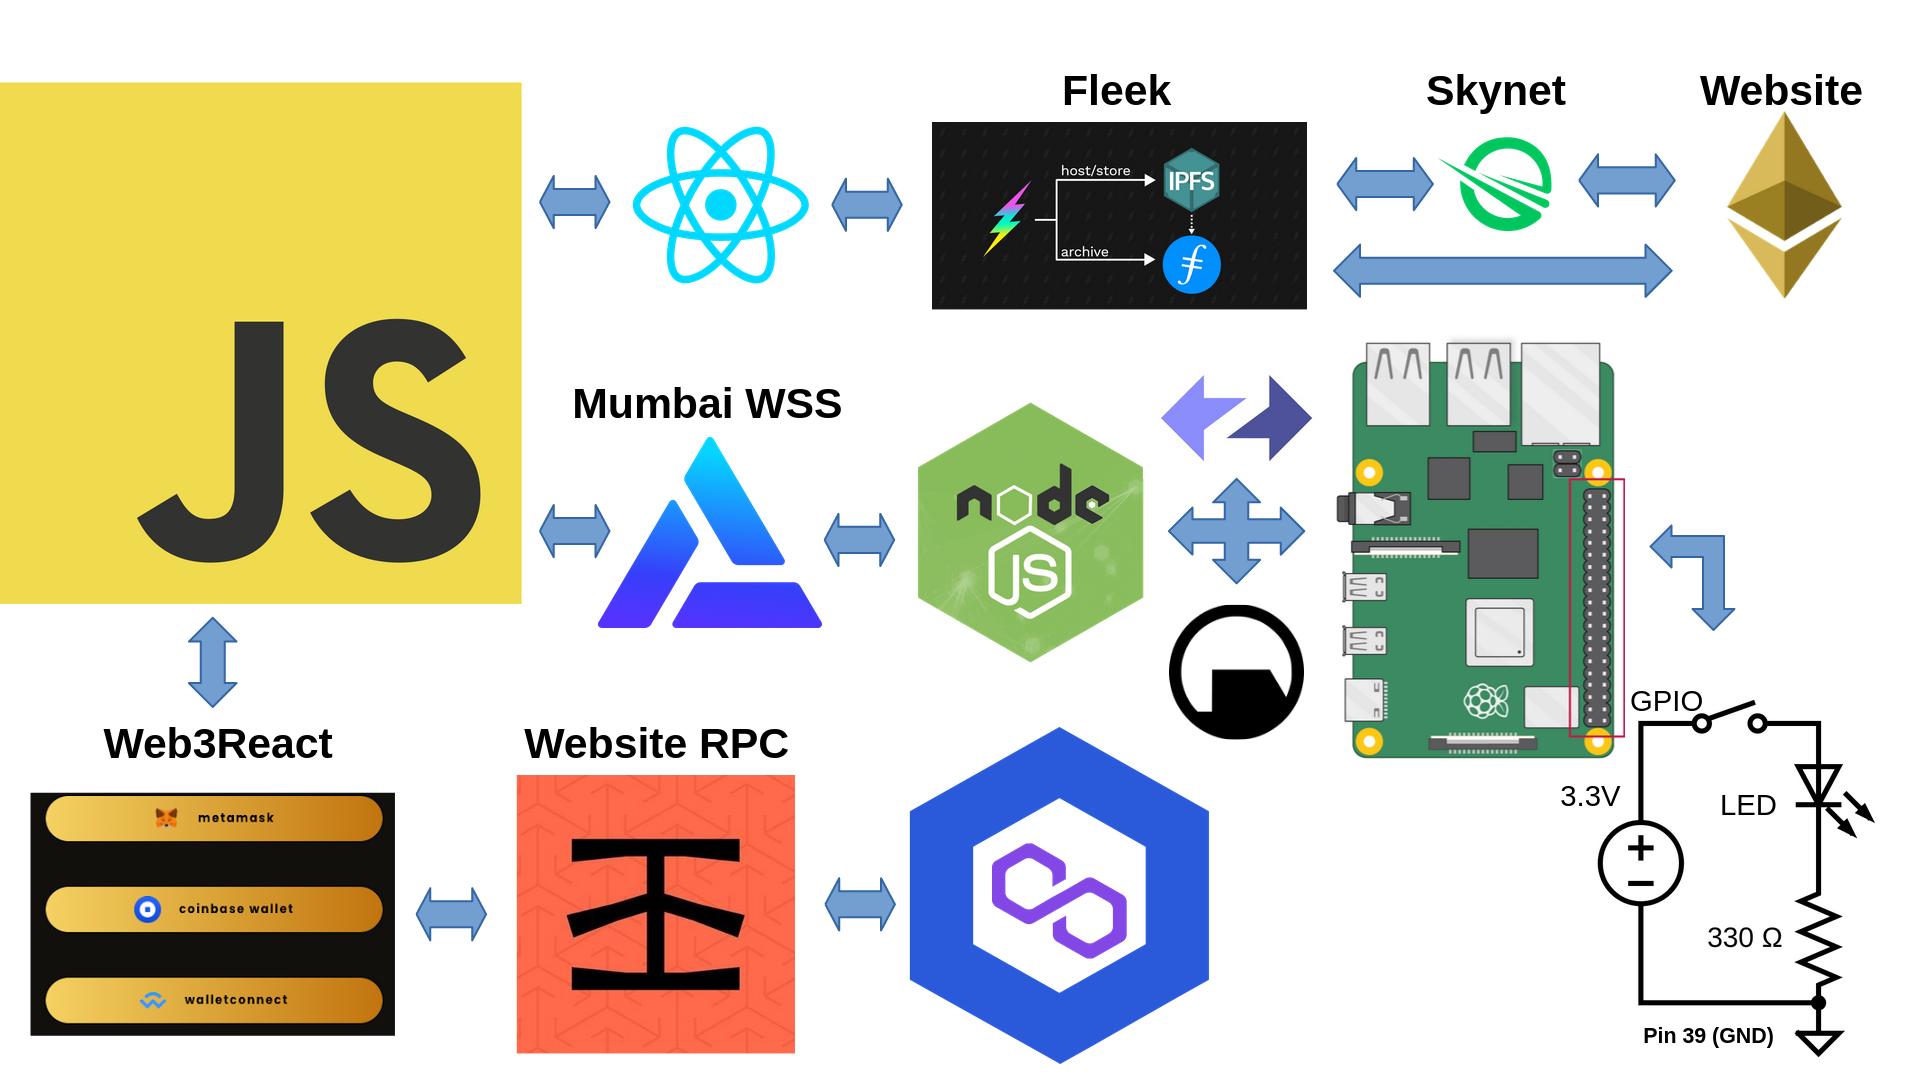 Fleek
Skynet
Website
host/store
IPFS
archive
JS
Mumbai WSS
node
JS
GPIO
Web3React
Website RPC
3.3V
LED
metamask
coinbase wallet
walletconnect
330 Ω
Pin 39 (GND)